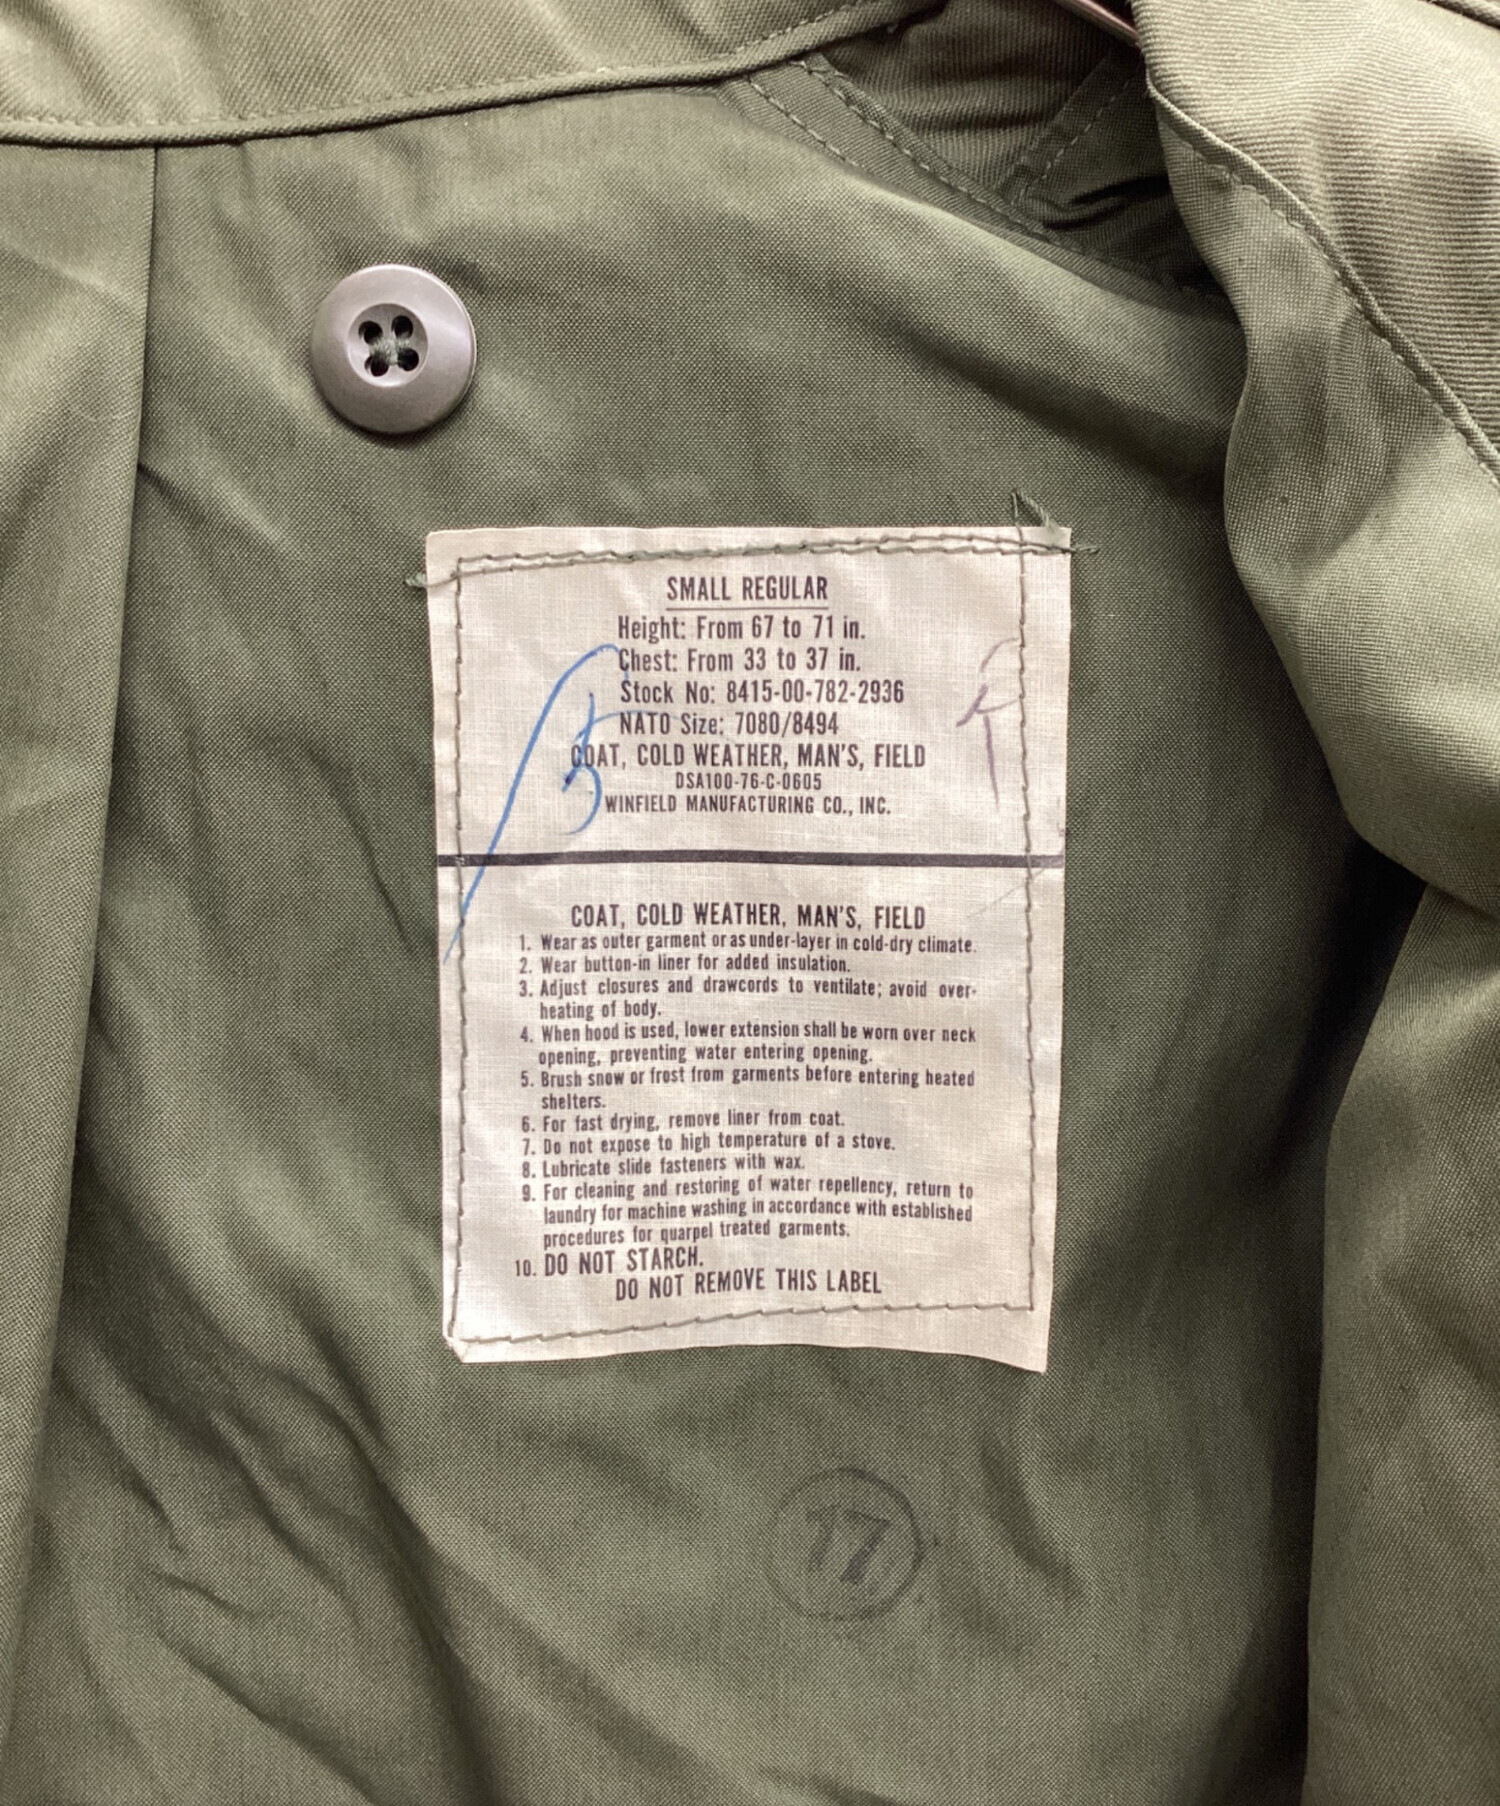 SMALL REGULAR
Height: From 67 to 71 in.
Chest: From 33 to 37 in.
Stock No: 8415-00-782-2936
NATO Size: 7080/8494
COAT, COLD WEATHER, MAN'S, FIELD
DSA100-76-C-0605
WINFIELD MANUFACTURING CO., INC.
COAT, COLD WEATHER, MAN'S, FIELD
1. Wear as outer garment or as under-layer in cold-dry climate.
2. Wear button-in liner for added insulation.
3. Adjust closures and drawcords to ventilate; avoid over-
heating of body.
4. When hood is used, lower extension shall be worn over neck
opening, preventing water entering opening.
5. Brush snow or frost from garments before entering heated
shelters.
6. For fast drying, remove liner from coat.
7. Do not expose to high temperature of a stove.
8. Lubricate slide fasteners with wax.
9. For cleaning and restoring of water repellency, return to
laundry for machine washing in accordance with established
procedures for quarpel treated garments.
10. DO NOT STARCH.
DO NOT REMOVE THIS LABEL
17